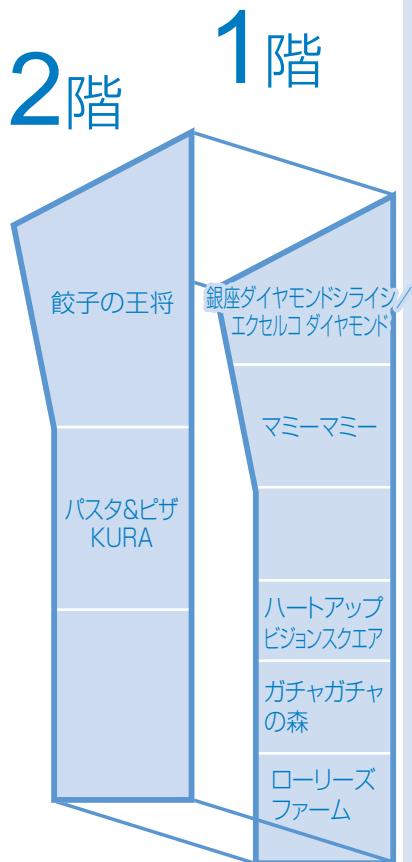 2階
1階
餃子の王将
パスタ&ピザ
KURA
銀座ダイヤモンドシライシ/
エクセルコ ダイヤモンド
マミーマミー
ハートアップ
ビジョンスクエア
ガチャガチャ
の森
ローリーズ
ファーム